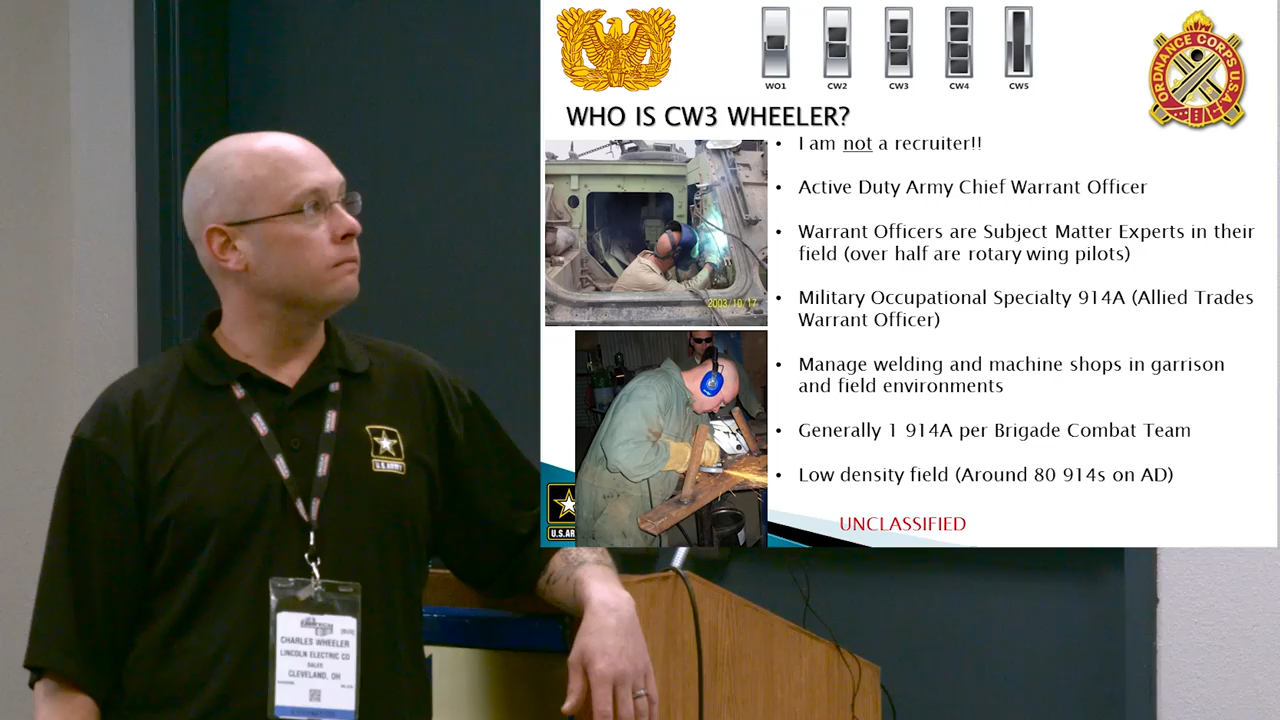 WO1
CW2
CW3
CW4
CW5
ORDNANCE CORPS U.S.A.
WHO IS CW3 WHEELER?
• I am not a recruiter!!
• Active Duty Army Chief Warrant Officer
• Warrant Officers are Subject Matter Experts in their
field (over half are rotary wing pilots)
• Military Occupational Specialty 914A (Allied Trades
Warrant Officer)
• Manage welding and machine shops in garrison
and field environments
• Generally 1 914A per Brigade Combat Team
• Low density field (Around 80 914s on AD)
UNCLASSIFIED
2003/10/17
U.S.AR
U.S.ARMY
CHARLES WHEELER
LINCOLN ELECTRIC CO
SALES
CLEVELAND, OH